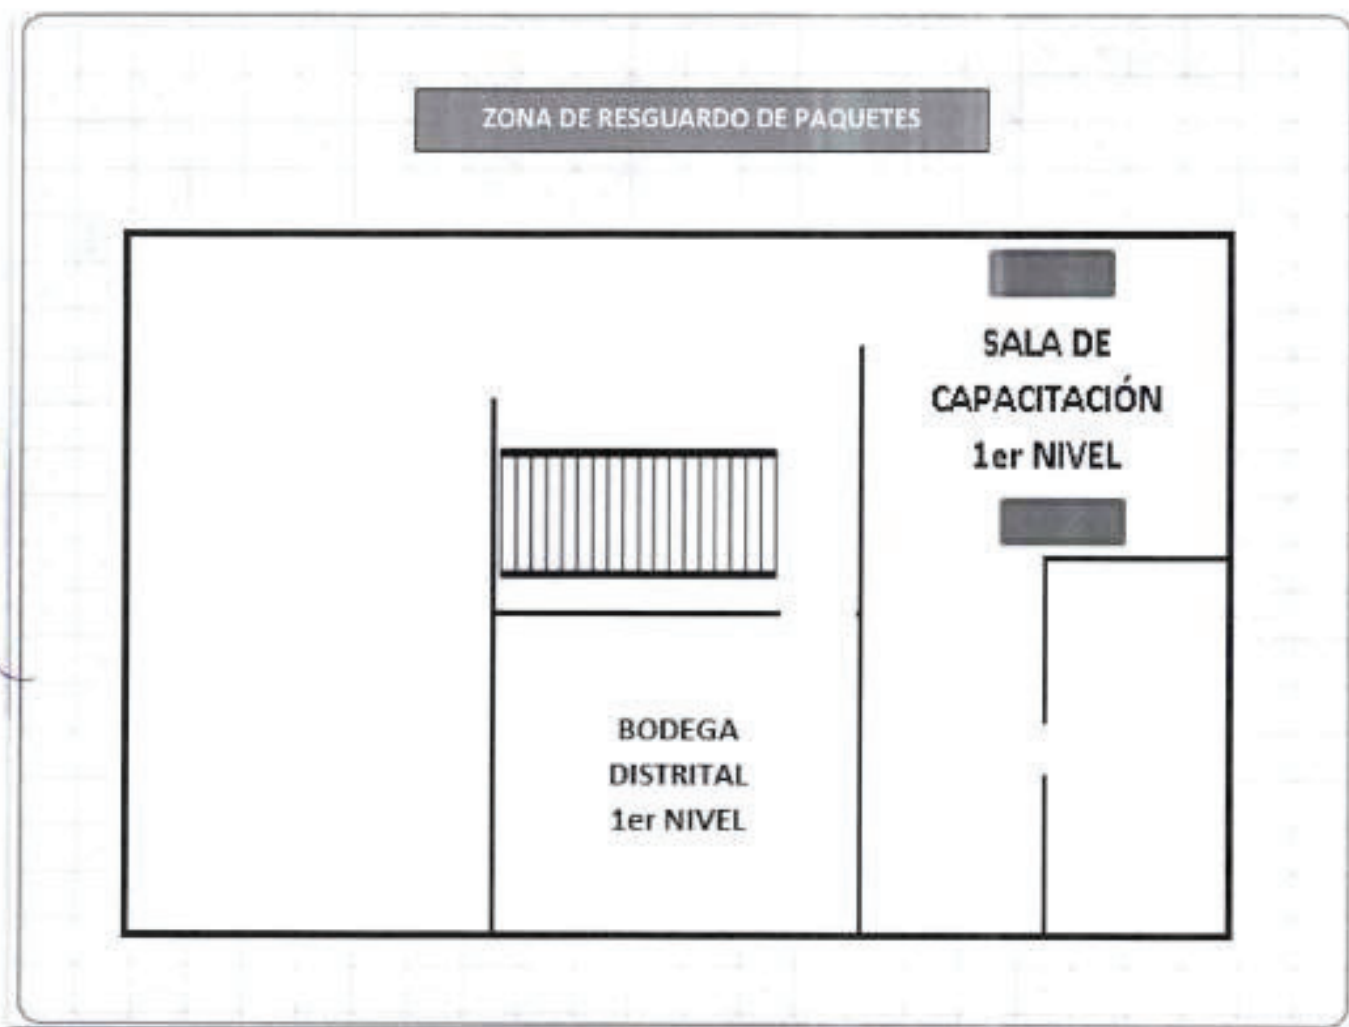 ZONA DE RESGUARDO DE PAQUETES
SALA DE
CAPACITACIÓN
1er NIVEL
BODEGA
DISTRITAL
1er NIVEL